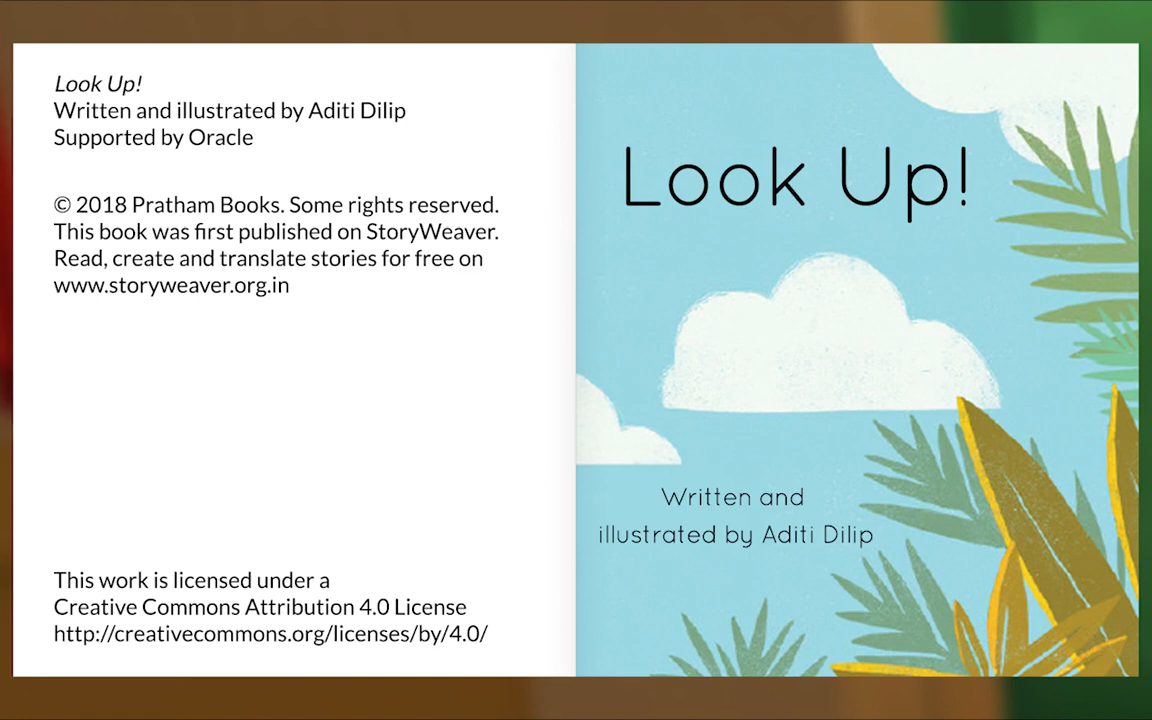 Look Up!
Written and illustrated by Aditi Dilip
Supported by Oracle
© 2018 Pratham Books. Some rights reserved.
This book was first published on StoryWeaver.
Read, create and translate stories for free on
www.storyweaver.org.in
This work is licensed under a
Creative Commons Attribution 4.0 License
http://creativecommons.org/licenses/by/4.0/
Look Up!
Written and
illustrated by Aditi Dilip